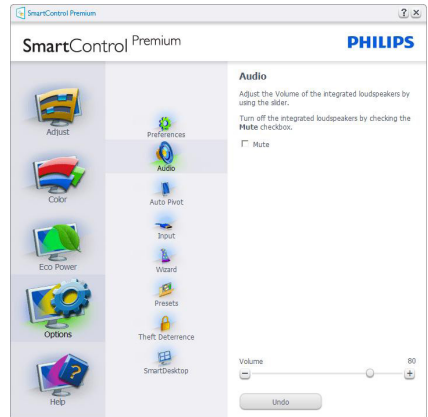 SmartControl Premium
SmartControl Premium
PHILIPS
Adjust
Color
Eco Power
Options
Help
Preferences
Audio
Auto Pivot
Input
Wizard
Presets
Theft Deterrence
SmartDesktop
Audio
Adjust the Volume of the integrated loudspeakers by
using the slider.
Turn off the integrated loudspeakers by checking the
Mute checkbox.
Mute
Volume 80
Undo